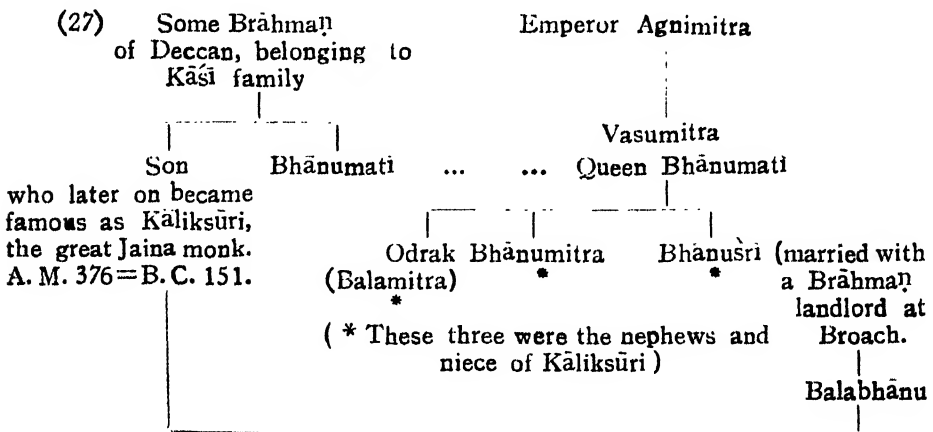 (27) Some Brāhmaṇ Emperor Agnimitra
of Deccan, belonging to
Kāśī family
Vasumitra
Son Bhānumati ... ... Queen Bhānumati
who later on became
famous as Kāliksūri,
the great Jaina monk. Odrak Bhānumitra Bhānuśri (married with
A. M. 376=B. C. 151. (Balamitra) * * a Brāhmaṇ
* landlord at
( * These three were the nephews and Broach.
niece of Kāliksūri )
Balabhānu